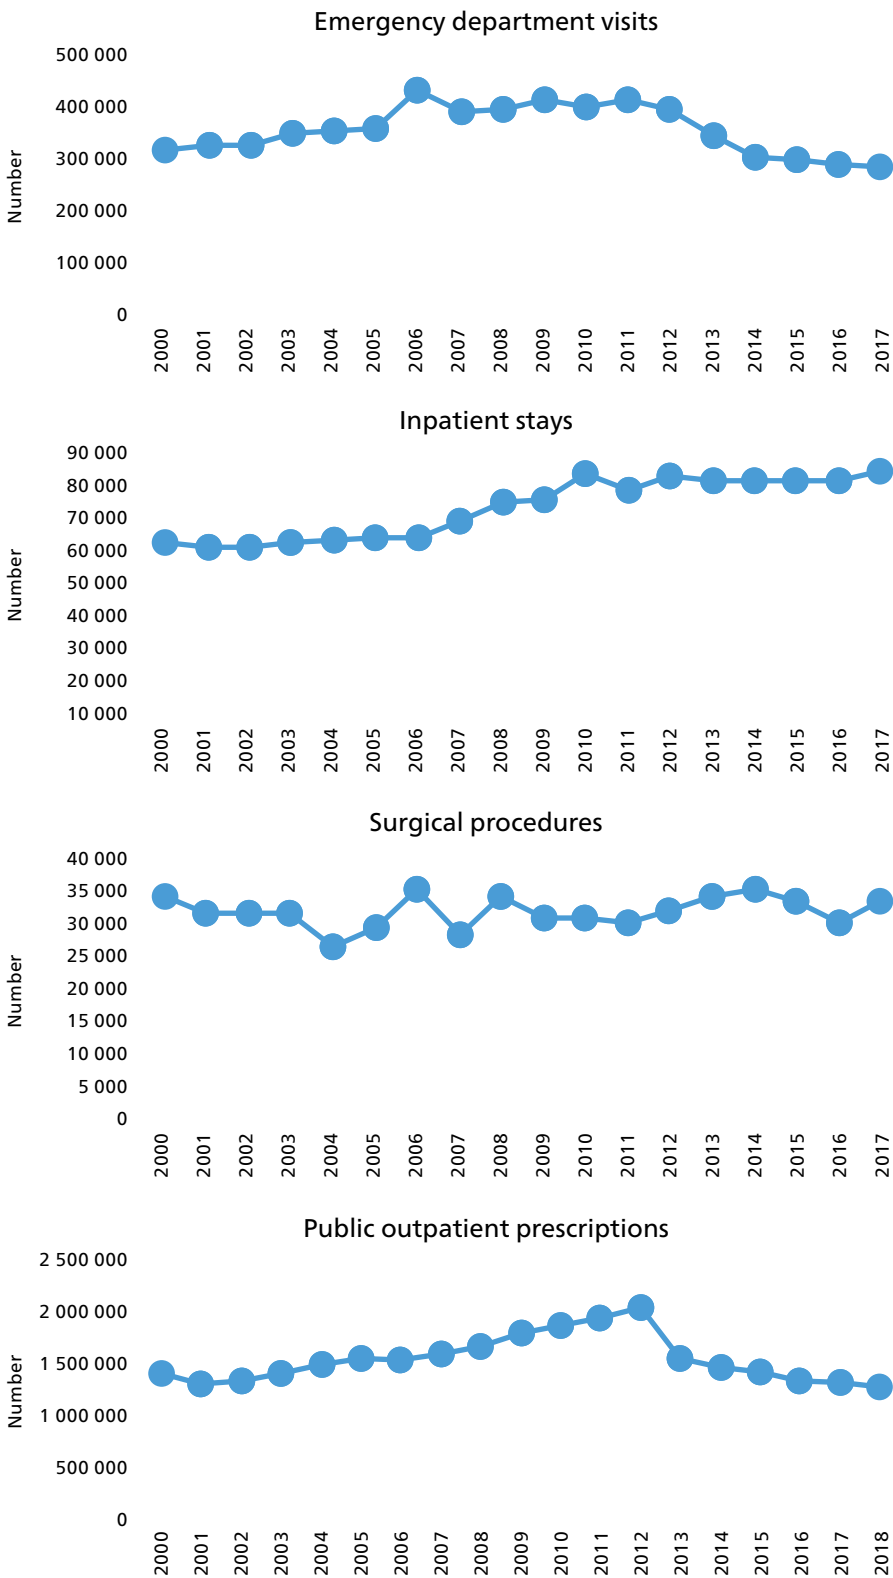 Emergency department visits
500 000
400 000
300 000
200 000
100 000
0
Number
2000 2001 2002 2003 2004 2005 2006 2007 2008 2009 2010 2011 2012 2013 2014 2015 2016 2017
Inpatient stays
90 000
80 000
70 000
60 000
50 000
40 000
30 000
20 000
10 000
Number
2000 2001 2002 2003 2004 2005 2006 2007 2008 2009 2010 2011 2012 2013 2014 2015 2016 2017
Surgical procedures
40 000
35 000
30 000
25 000
20 000
15 000
10 000
5 000
0
Number
2000 2001 2002 2003 2004 2005 2006 2007 2008 2009 2010 2011 2012 2013 2014 2015 2016 2017
Public outpatient prescriptions
2 500 000
2 000 000
1 500 000
1 000 000
500 000
0
Number
2000 2001 2002 2003 2004 2005 2006 2007 2008 2009 2010 2011 2012 2013 2014 2015 2016 2017 2018